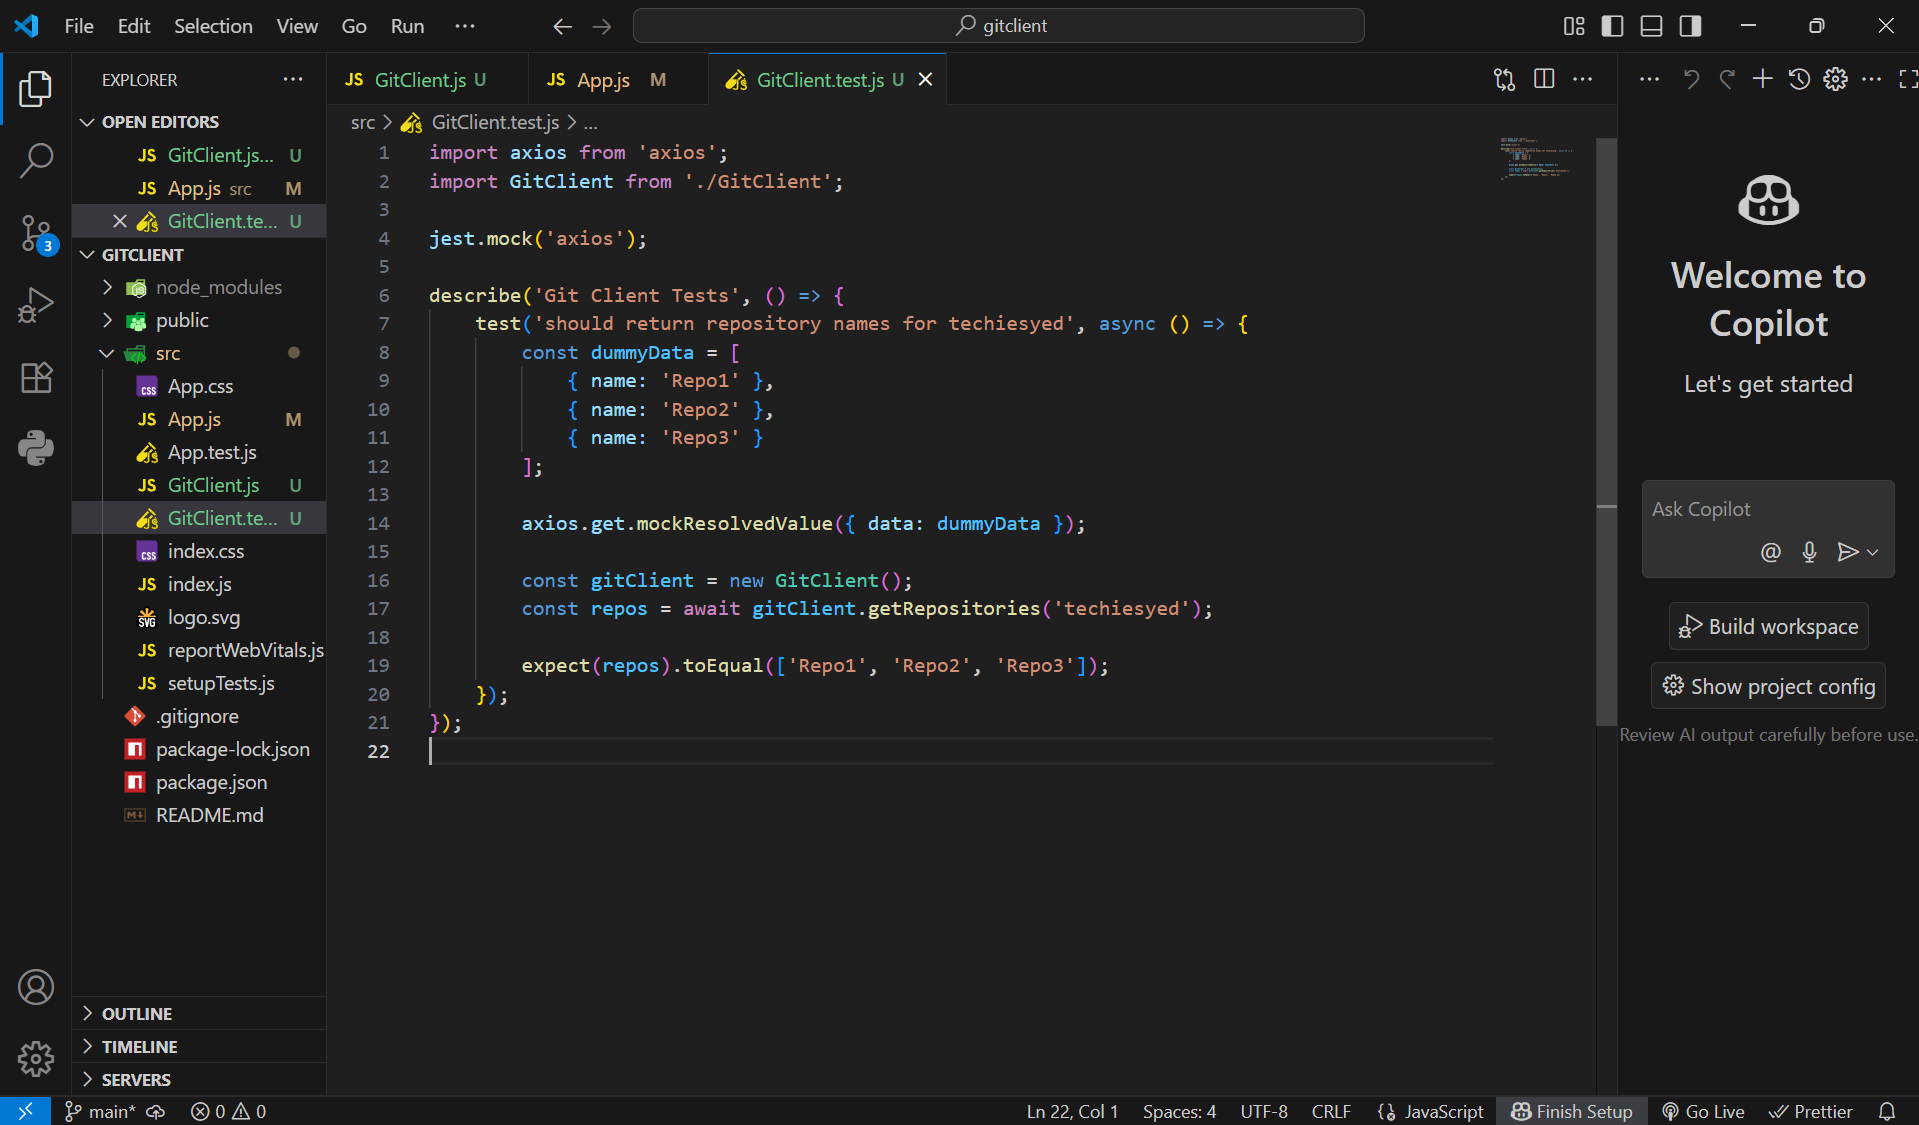 File Edit Selection View Go Run ... gitclient
EXPLORER ...
OPEN EDITORS
JS GitClient.js... U
JS App.js src M
GitClient.te... U
GITCLIENT
node_modules
public
src
CSS App.css
JS App.js M
App.test.js
JS GitClient.js U
GitClient.te... U
CSS index.css
JS index.js
SVG logo.svg
JS reportWebVitals.js
JS setupTests.js
.gitignore
package-lock.json
package.json
README.md
OUTLINE
TIMELINE
SERVERS
3
JS GitClient.js U JS App.js M GitClient.test.js U
src > GitClient.test.js > ...
1 import axios from 'axios';
2 import GitClient from './GitClient';
3
4 jest.mock('axios');
5
6 describe('Git Client Tests', () => {
7 test('should return repository names for techiesyed', async () => {
8 const dummyData = [
9 { name: 'Repo1' },
10 { name: 'Repo2' },
11 { name: 'Repo3' }
12 ];
13
14 axios.get.mockResolvedValue({ data: dummyData });
15
16 const gitClient = new GitClient();
17 const repos = await gitClient.getRepositories('techiesyed');
18
19 expect(repos).toEqual(['Repo1', 'Repo2', 'Repo3']);
20 });
21 });
22
Welcome to
Copilot
Let's get started
Ask Copilot
@
Build workspace
Show project config
Review AI output carefully before use.
main* 0 0 Ln 22, Col 1 Spaces: 4 UTF-8 CRLF {} JavaScript Finish Setup Go Live Prettier